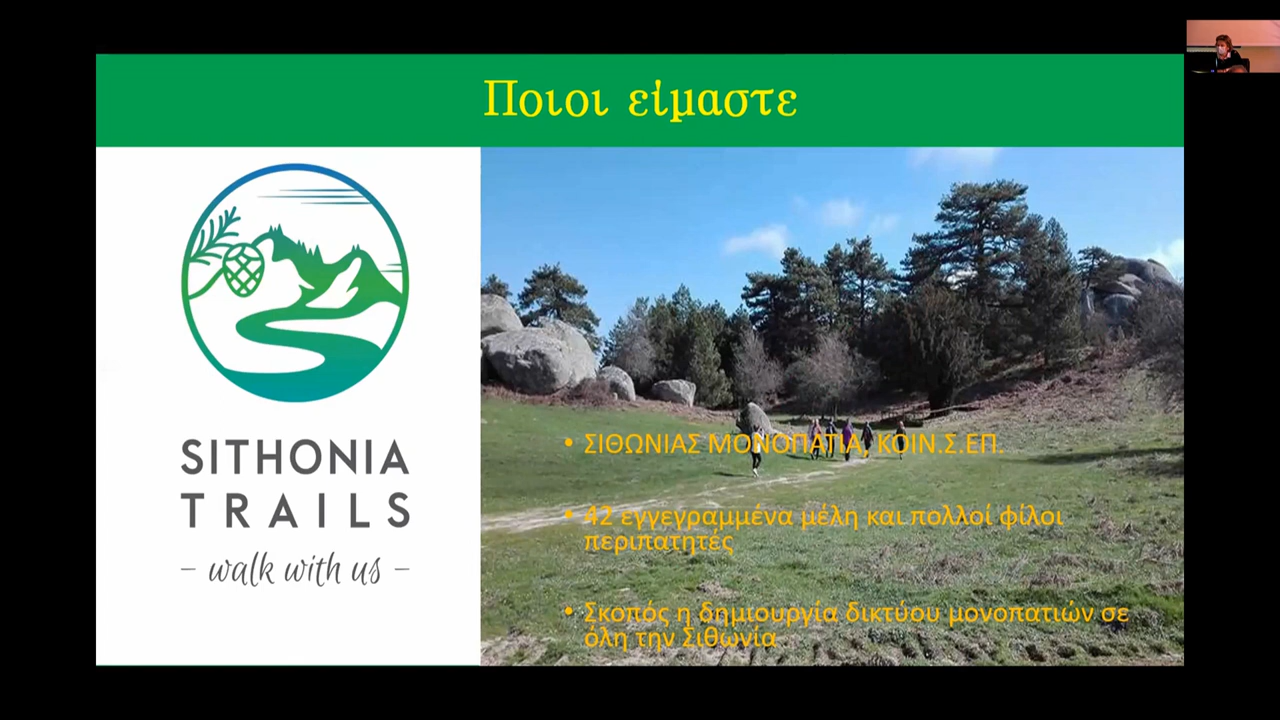 Ποιοι είμαστε
SITHONIA
TRAILS
– walk with us –
• ΣΙΘΩΝΙΑΣ ΜΟΝΟΠΑΤΙΑ, ΚΟΙΝ.Σ.ΕΠ.
• 42 εγγεγραμμένα μέλη και πολλοί φίλοι
περιπατητές
• Σκοπός η δημιουργία δικτύου μονοπατιών σε
όλη την Σιθωνία